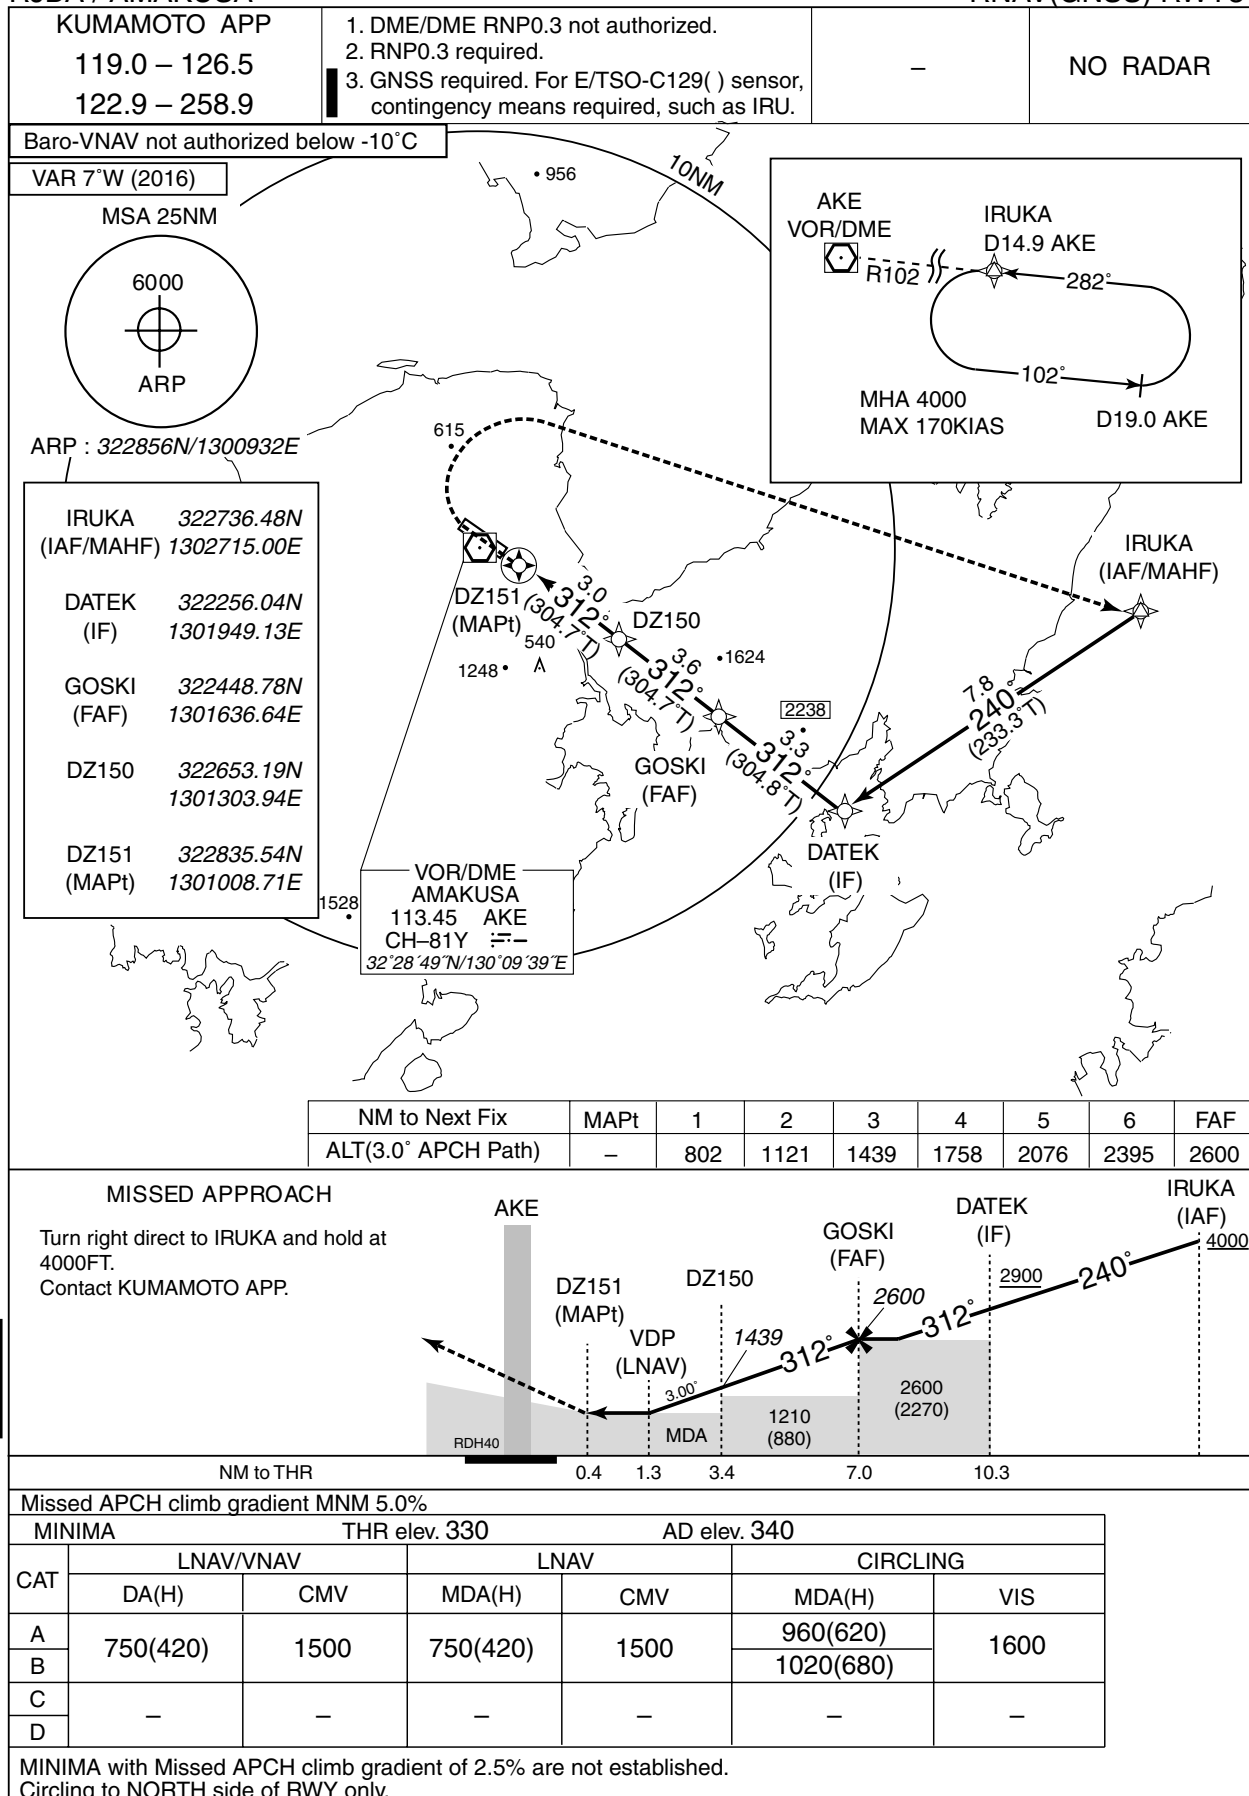 KUMAMOTO APP
119.0 – 126.5
122.9 – 258.9
1. DME/DME RNP0.3 not authorized.
2. RNP0.3 required.
3. GNSS required. For E/TSO-C129( ) sensor,
contingency means required, such as IRU.
–
NO RADAR
Baro-VNAV not authorized below -10˚C
VAR 7˚W (2016)
MSA 25NM
6000
ARP
ARP : 322856N/1300932E
956
10NM
AKE
VOR/DME
IRUKA
D14.9 AKE
R102
282˚
102˚
MHA 4000
MAX 170KIAS
D19.0 AKE
615
IRUKA 322736.48N
(IAF/MAHF) 1302715.00E
DATEK 322256.04N
(IF) 1301949.13E
GOSKI 322448.78N
(FAF) 1301636.64E
DZ150 322653.19N
1301303.94E
DZ151 322835.54N
(MAPt) 1301008.71E
IRUKA
(IAF/MAHF)
DZ151
(MAPt)
3.0
312˚
(304.7˚T)
DZ150
540
1248
1624
3.6
312˚
(304.7˚T)
2238
7.8
240˚
(233.3˚T)
GOSKI
(FAF)
3.3
312˚
(304.8˚T)
DATEK
(IF)
1528
VOR/DME
AMAKUSA
113.45 AKE
CH–81Y
32˚28´49˝N/130˚09´39˝E
NM to Next Fix MAPt 1 2 3 4 5 6 FAF
ALT(3.0˚ APCH Path) – 802 1121 1439 1758 2076 2395 2600
MISSED APPROACH
Turn right direct to IRUKA and hold at
4000FT.
Contact KUMAMOTO APP.
AKE
DZ151
(MAPt)
VDP
(LNAV)
DZ150
GOSKI
(FAF)
DATEK
(IF)
IRUKA
(IAF)
4000
2900
240˚
2600
312˚
1439
312˚
3.00˚
2600
(2270)
1210
(880)
MDA
RDH40
NM to THR 0.4 1.3 3.4 7.0 10.3
Missed APCH climb gradient MNM 5.0%
MINIMA THR elev. 330 AD elev. 340
CAT LNAV/VNAV LNAV CIRCLING
DA(H) CMV MDA(H) CMV MDA(H) VIS
A 750(420) 1500 750(420) 1500 960(620) 1600
B 1020(680)
C – – – – – –
D
MINIMA with Missed APCH climb gradient of 2.5% are not established.
Circling to NORTH side of RWY only.